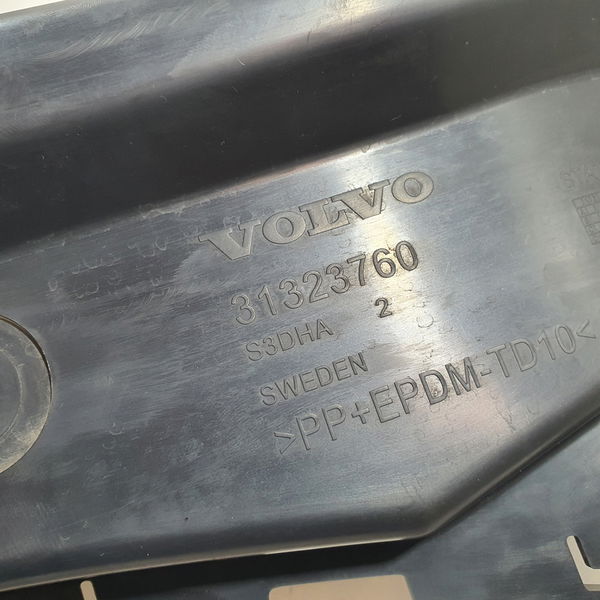 VOLVO
31323760
S3DHA 2
SWEDEN
>PP+EPDM-TD10<